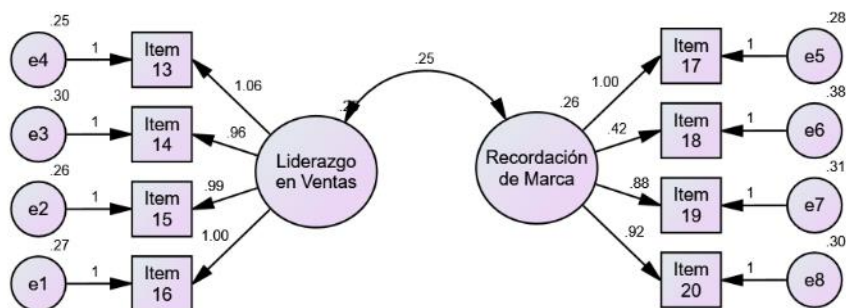 .25
e4
1
Item
13
1.06
.30
e3
1
Item
14
.96
.26
e2
1
Item
15
.99
.27
e1
1
Item
16
1.00
Liderazgo
en Ventas
.25
.26
Recordación
de Marca
1.00
Item
17
1
.28
e5
.42
Item
18
1
.38
e6
.88
Item
19
1
.31
e7
.92
Item
20
1
.30
e8